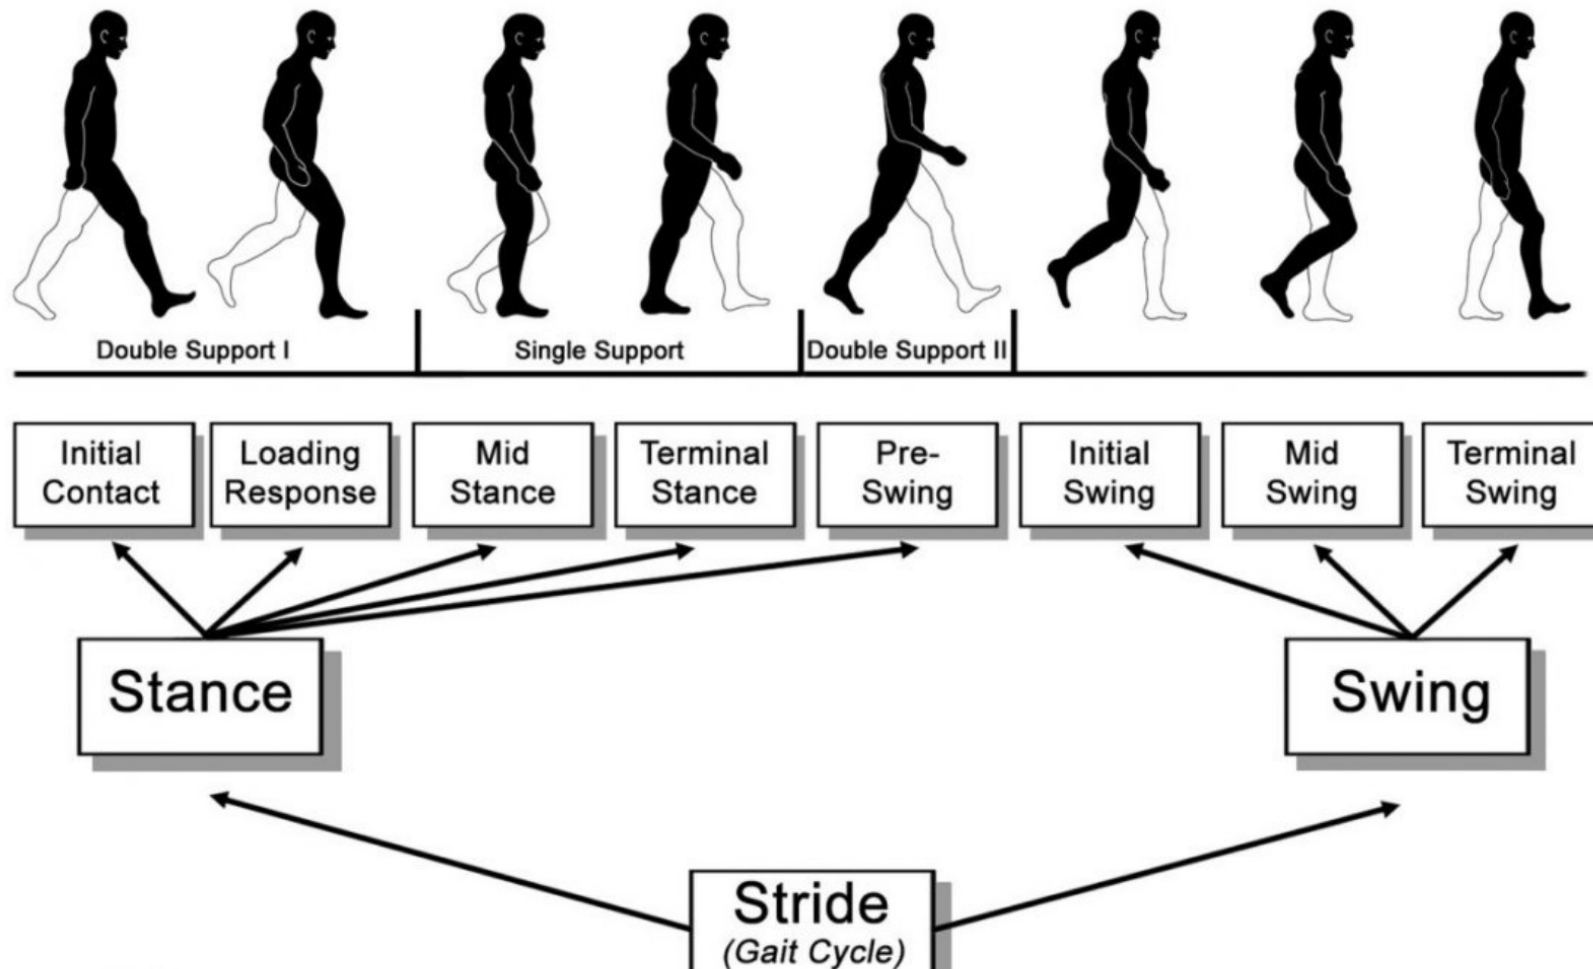 Double Support I
Single Support
Double Support II
Initial
Contact
Loading
Response
Mid
Stance
Terminal
Stance
Pre-
Swing
Initial
Swing
Mid
Swing
Terminal
Swing
Stance
Swing
Stride
(Gait Cycle)